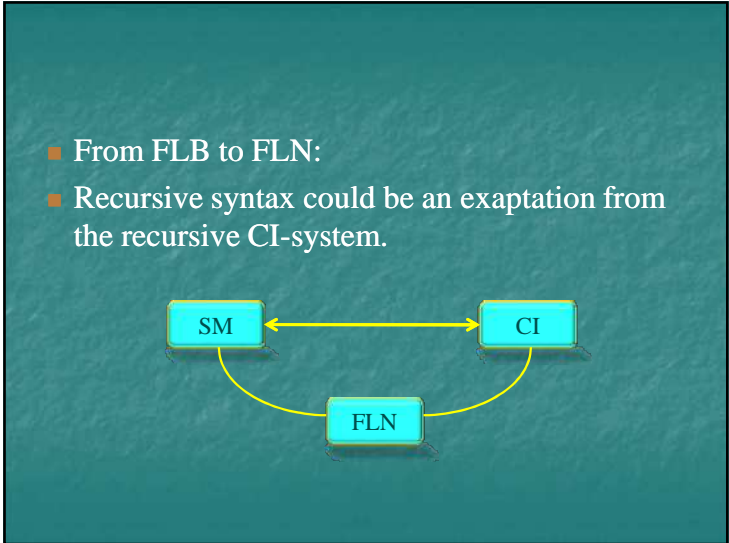 From FLB to FLN:
Recursive syntax could be an exaptation from
the recursive CI-system.
SM
CI
FLN